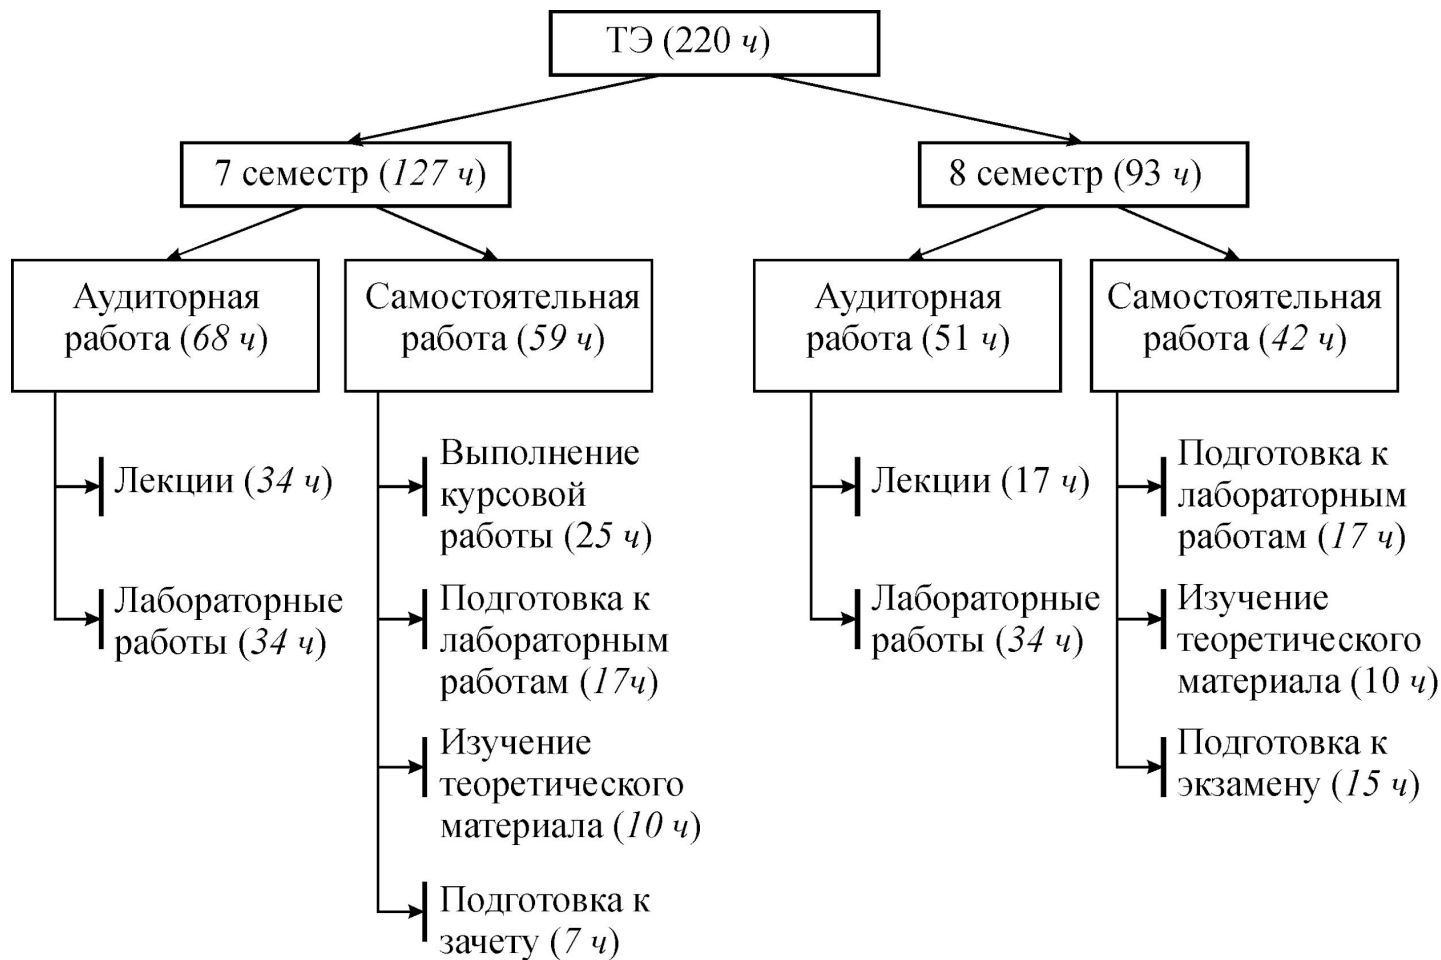 ТЭ (220 ч)
7 семестр (127 ч)
8 семестр (93 ч)
Аудиторная
работа (68 ч)
Самостоятельная
работа (59 ч)
Аудиторная
работа (51 ч)
Самостоятельная
работа (42 ч)
Лекции (34 ч)
Лабораторные
работы (34 ч)
Выполнение
курсовой
работы (25 ч)
Подготовка к
лабораторным
работам (17ч)
Изучение
теоретического
материала (10 ч)
Подготовка к
зачету (7 ч)
Лекции (17 ч)
Лабораторные
работы (34 ч)
Подготовка к
лабораторным
работам (17 ч)
Изучение
теоретического
материала (10 ч)
Подготовка к
экзамену (15 ч)